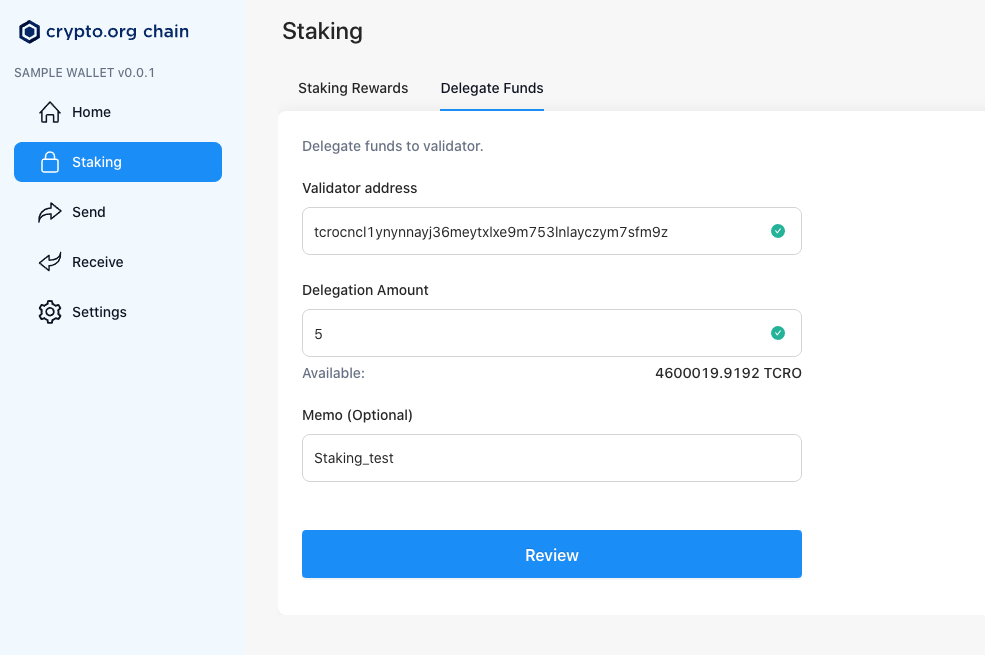 crypto.org chain
SAMPLE WALLET v0.0.1
Home
Staking
Send
Receive
Settings
Staking
Staking Rewards
Delegate Funds
Delegate funds to validator.
Validator address
tcrocncl1ynynnayj36meytxlxe9m753lnlayczym7sfm9z
Delegation Amount
5
Available:
4600019.9192 TCRO
Memo (Optional)
Staking_test
Review